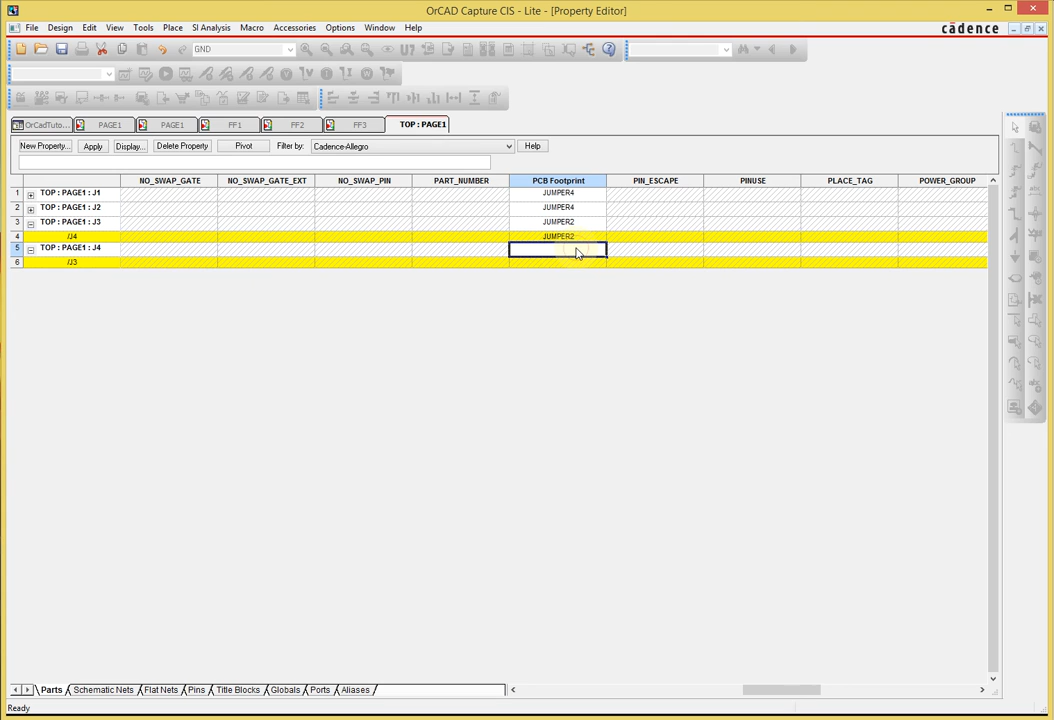 OrCAD Capture CIS - Lite - [Property Editor]
File Design Edit View Tools Place SI Analysis Macro Accessories Options Window Help
cādence
GND
U?
OrCadTuto... PAGE1 PAGE1 FF1 FF2 FF3 TOP : PAGE1
New Property... Apply Display... Delete Property Pivot Filter by: Cadence-Allegro Help
NO_SWAP_GATE NO_SWAP_GATE_EXT NO_SWAP_PIN PART_NUMBER PCB Footprint PIN_ESCAPE PINUSE PLACE_TAG POWER_GROUP
1 TOP : PAGE1 : J1 JUMPER4
2 TOP : PAGE1 : J2 JUMPER4
3 TOP : PAGE1 : J3 JUMPER2
4 /J4 JUMPER2
5 TOP : PAGE1 : J4
6 /J3
Parts Schematic Nets Flat Nets Pins Title Blocks Globals Ports Aliases
Ready